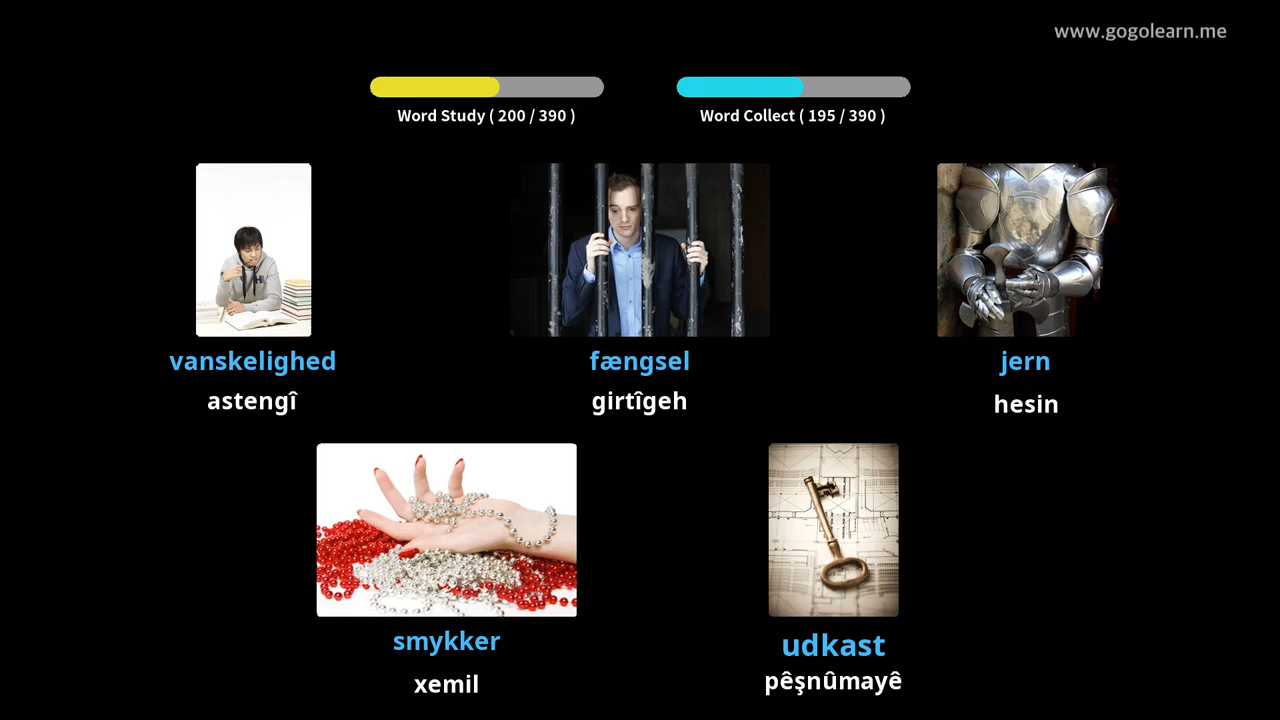 www.gogolearn.me
Word Study ( 200 / 390 )
Word Collect ( 195 / 390 )
vanskelighed
astengî
fængsel
girtîgeh
jern
hesin
smykker
xemil
udkast
pêşnûmayê